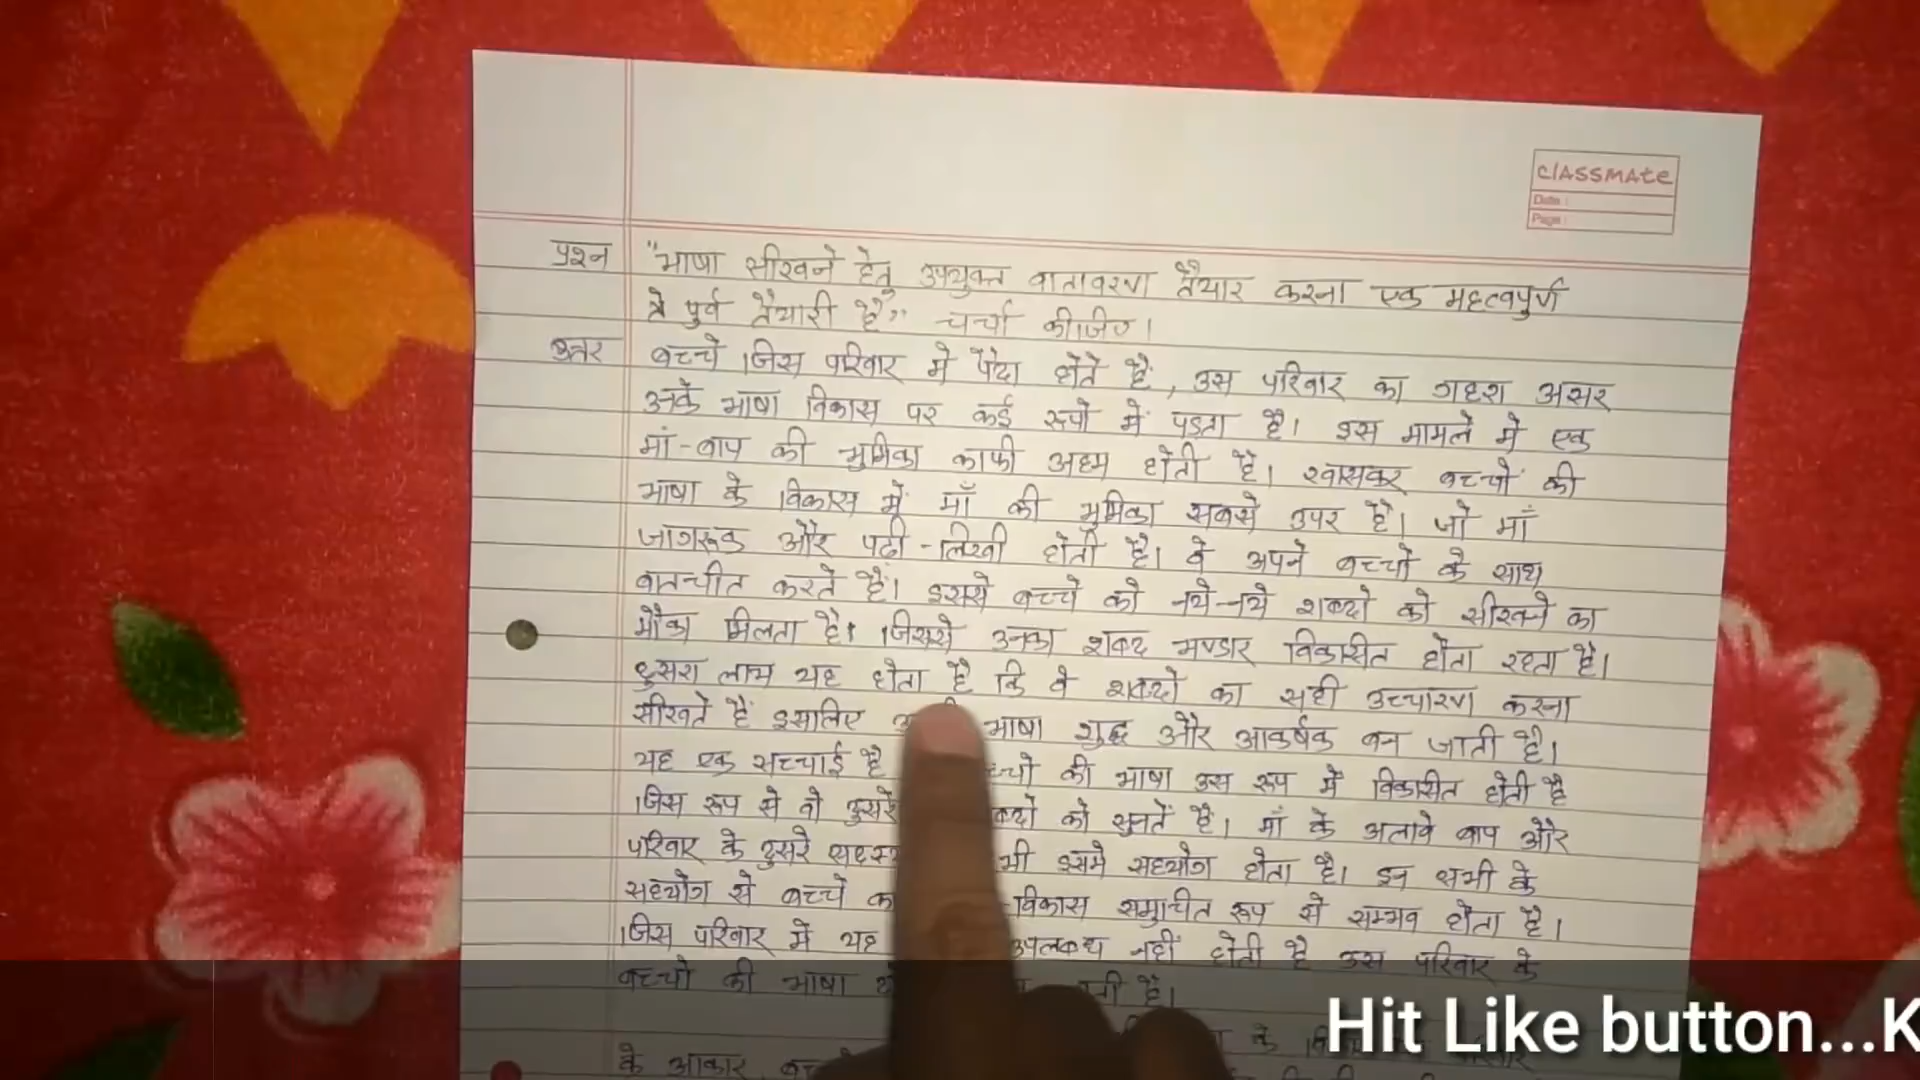 classmate
Date :
Page :
प्रश्न "भाषा सीखने हेतु उपयुक्त वातावरण तैयार करना एक महत्वपुर्ण
पुर्व तैयारी है" चर्चा कीजिए।
उत्तर बच्चे जिस परिवार में पैदा होते है, उस परिवार का गहरा असर
उनके भाषा विकास पर कई रूपो में पड़ता है। इस मामले में एक
मां-बाप की भुमिका काफी अहम होती है। खासकर बच्चों की
भाषा के विकास में माँ की भुमिका सबसे उपर है। जो माँ
जागरूक और पढ़ी-लिखी होती है। वे अपने बच्चो के साथ
बातचीत करते हैं। इससे बच्चे को नये-नये शब्दो को सीखने का
मौका मिलता है। जिससे उनका शब्द भण्डार विकासित होता रहता है।
दुसरा लाभ यह होता है कि वे शब्दो का सही उच्चारण करना
सीखते हैं इसलिए भाषा शुद्ध और आकर्षक बन जाती है।
यह एक सच्चाई है की भाषा उस रूप में विकासित होती है
जिस रूप से वो दुसरे को सुनतें है। मां के अलावे बाप और
परिवार के दुसरे भी इसमे सहयोग होता है। इन सभी के
सहयोग से बच्चे विकास समुचित रूप से सम्भव होता है।
जिस परिवार में यह उपलब्ध नहीं होती है उस परिवार के
बच्चो की भाषा है।
के आकार
Hit Like button...K